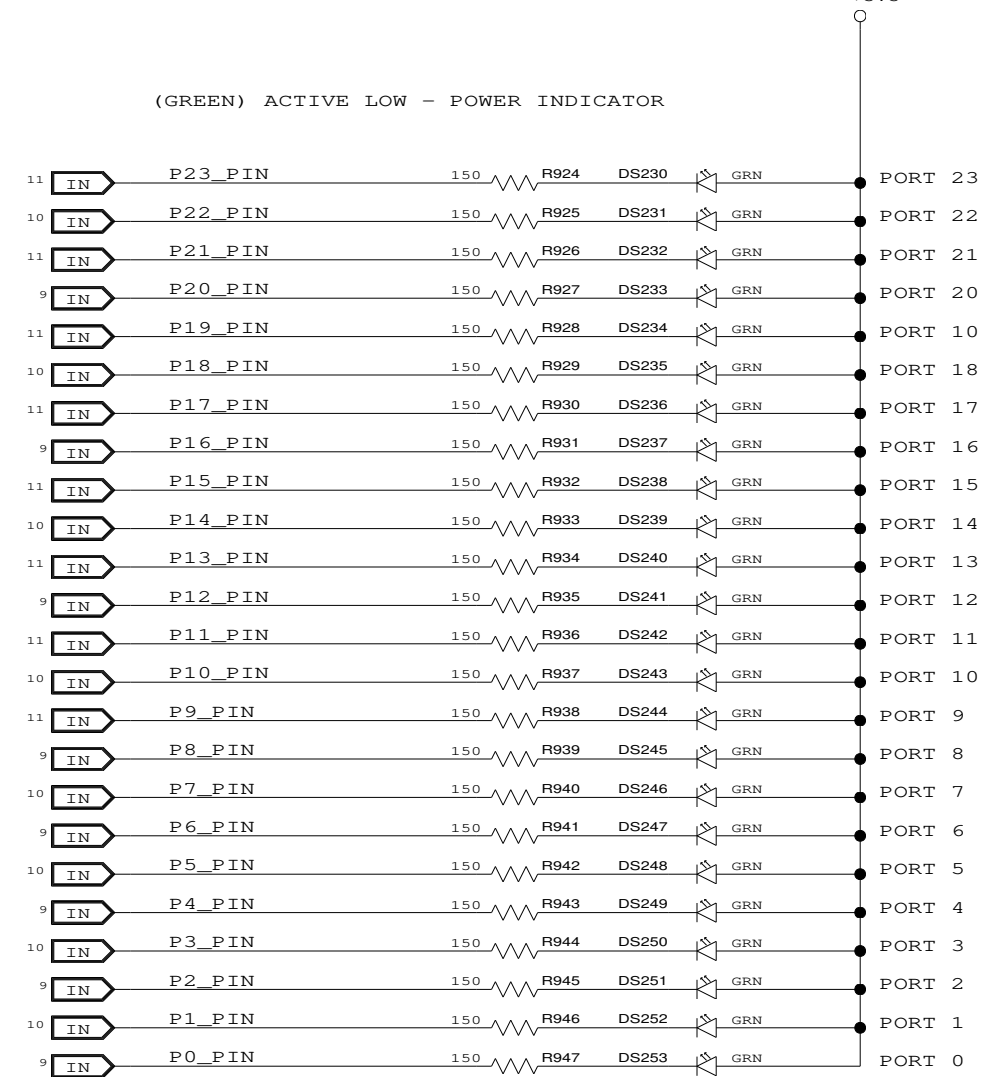 (GREEN) ACTIVE LOW - POWER INDICATOR
11 IN P23_PIN 150 R924 DS230 GRN PORT 23
10 IN P22_PIN 150 R925 DS231 GRN PORT 22
11 IN P21_PIN 150 R926 DS232 GRN PORT 21
9 IN P20_PIN 150 R927 DS233 GRN PORT 20
11 IN P19_PIN 150 R928 DS234 GRN PORT 10
10 IN P18_PIN 150 R929 DS235 GRN PORT 18
11 IN P17_PIN 150 R930 DS236 GRN PORT 17
9 IN P16_PIN 150 R931 DS237 GRN PORT 16
11 IN P15_PIN 150 R932 DS238 GRN PORT 15
10 IN P14_PIN 150 R933 DS239 GRN PORT 14
11 IN P13_PIN 150 R934 DS240 GRN PORT 13
9 IN P12_PIN 150 R935 DS241 GRN PORT 12
11 IN P11_PIN 150 R936 DS242 GRN PORT 11
10 IN P10_PIN 150 R937 DS243 GRN PORT 10
11 IN P9_PIN 150 R938 DS244 GRN PORT 9
9 IN P8_PIN 150 R939 DS245 GRN PORT 8
10 IN P7_PIN 150 R940 DS246 GRN PORT 7
9 IN P6_PIN 150 R941 DS247 GRN PORT 6
10 IN P5_PIN 150 R942 DS248 GRN PORT 5
9 IN P4_PIN 150 R943 DS249 GRN PORT 4
10 IN P3_PIN 150 R944 DS250 GRN PORT 3
9 IN P2_PIN 150 R945 DS251 GRN PORT 2
10 IN P1_PIN 150 R946 DS252 GRN PORT 1
9 IN P0_PIN 150 R947 DS253 GRN PORT 0